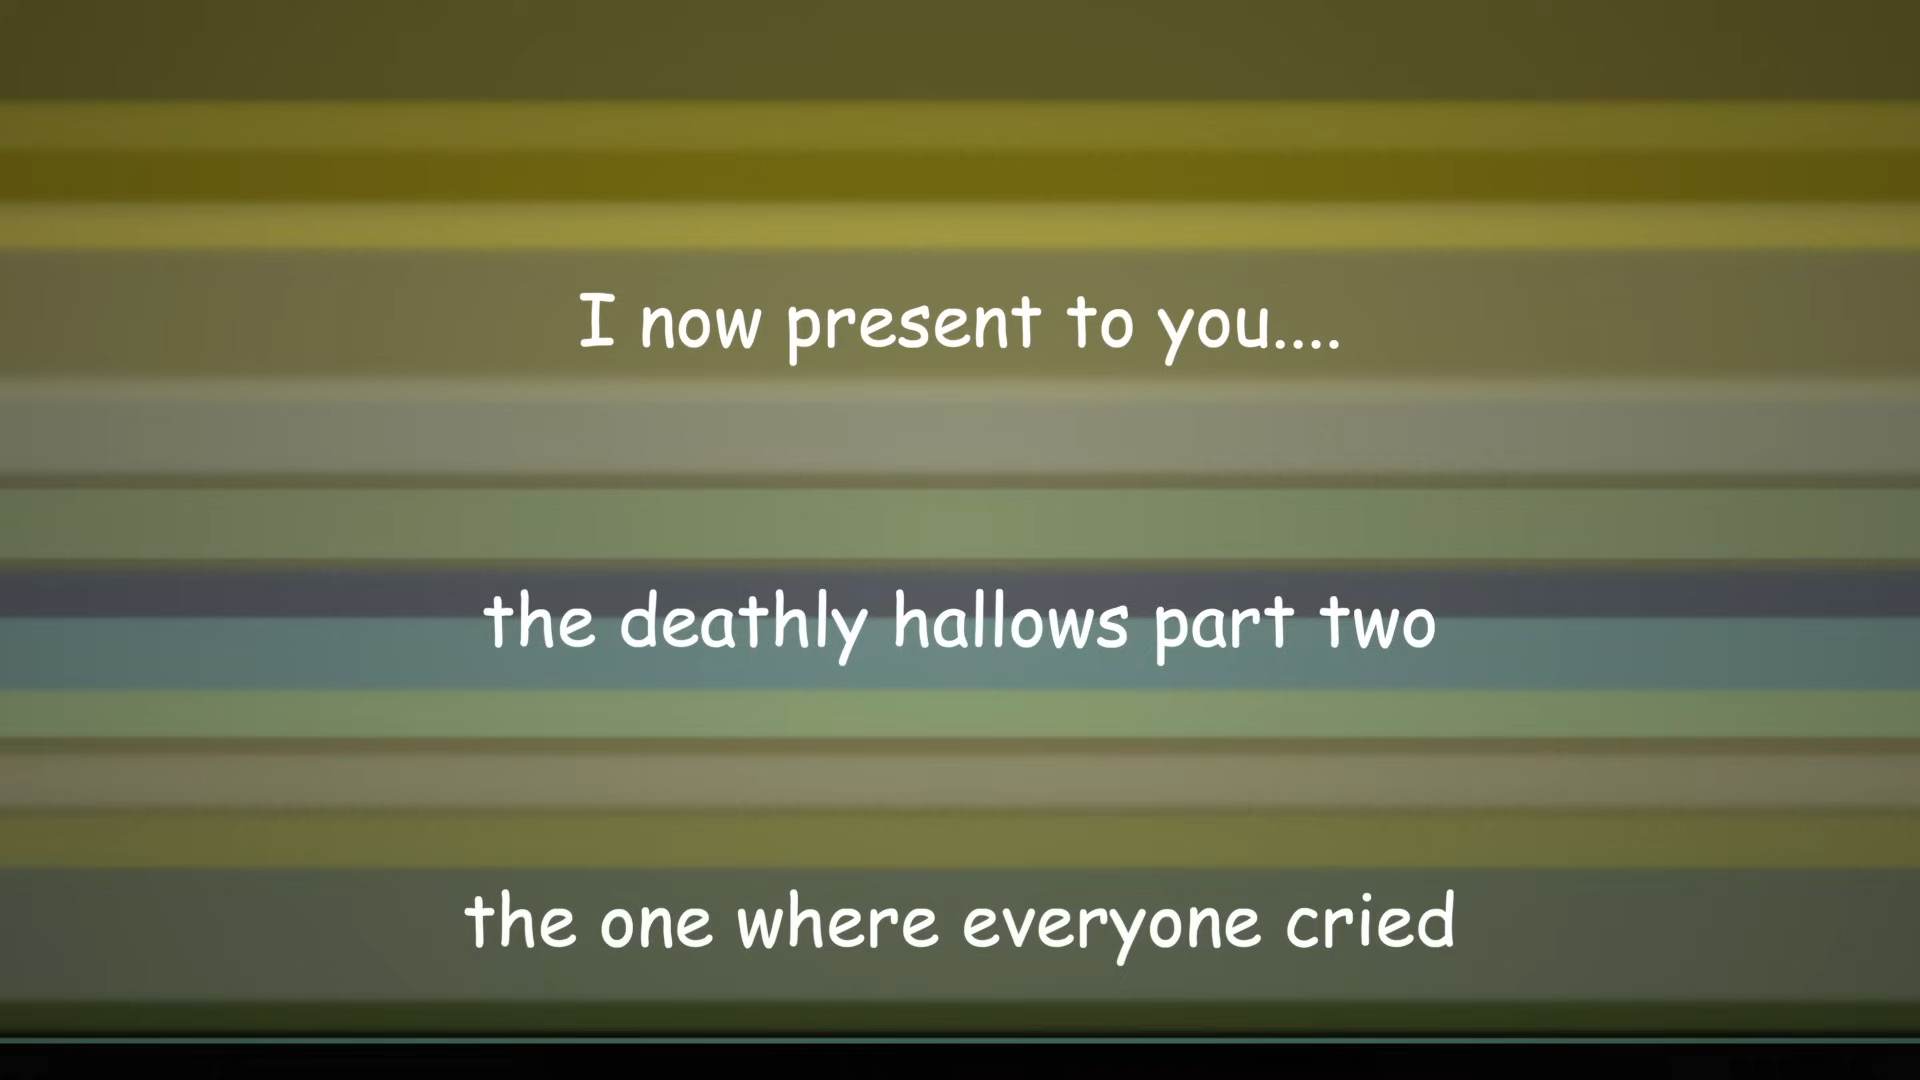 I now present to you....
the deathly hallows part two
the one where everyone cried